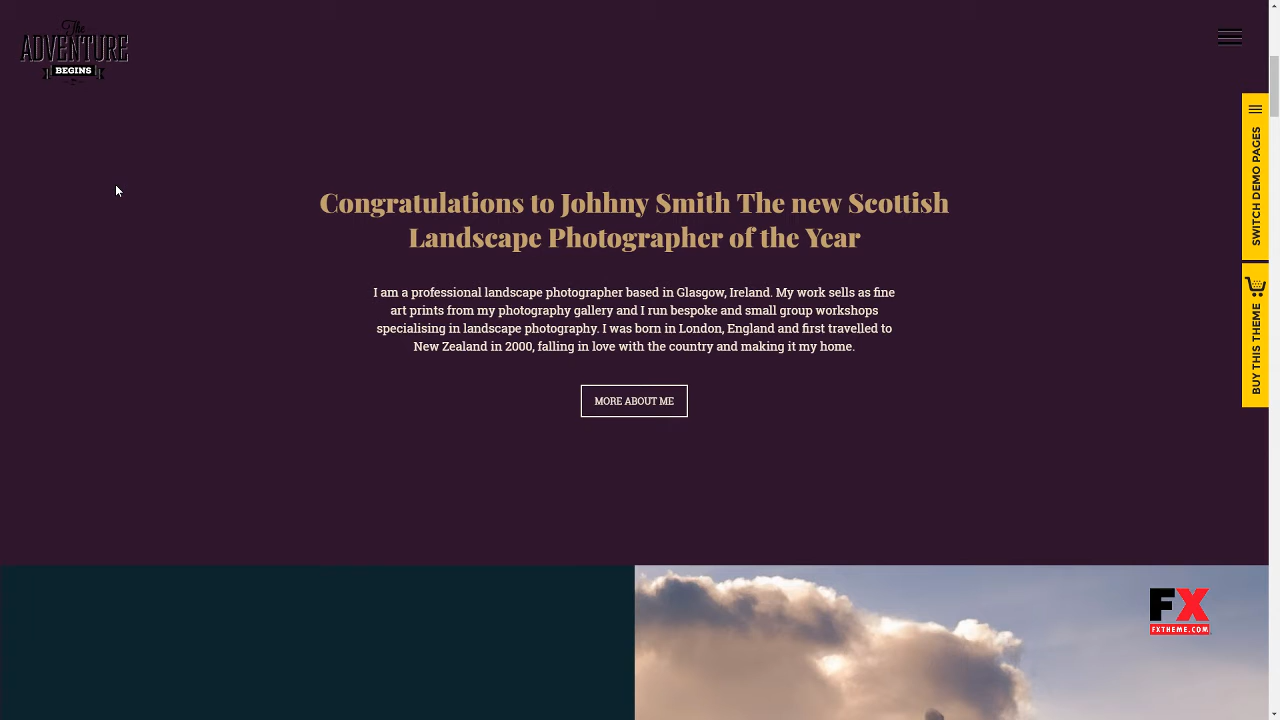 The
ADVENTURE
BEGINS
SWITCH DEMO PAGES
Congratulations to Johhny Smith The new Scottish
Landscape Photographer of the Year
I am a professional landscape photographer based in Glasgow, Ireland. My work sells as fine
art prints from my photography gallery and I run bespoke and small group workshops
specialising in landscape photography. I was born in London, England and first travelled to
New Zealand in 2000, falling in love with the country and making it my home.
BUY THIS THEME
MORE ABOUT ME
FX
FXTHEME.COM